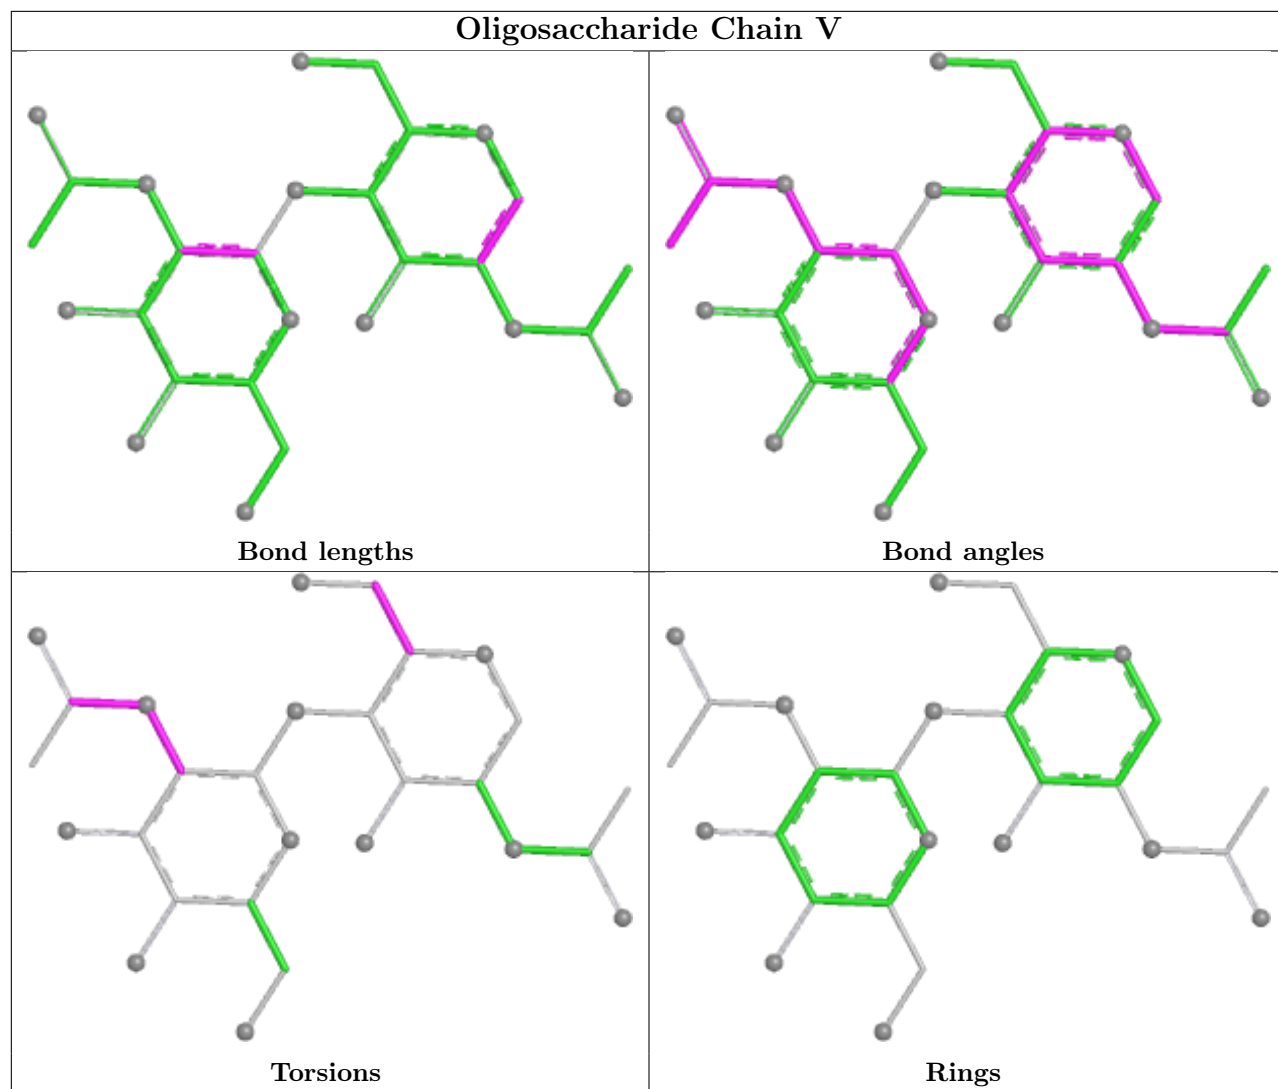 Oligosaccharide Chain V
Bond lengths
Bond angles
Torsions
Rings